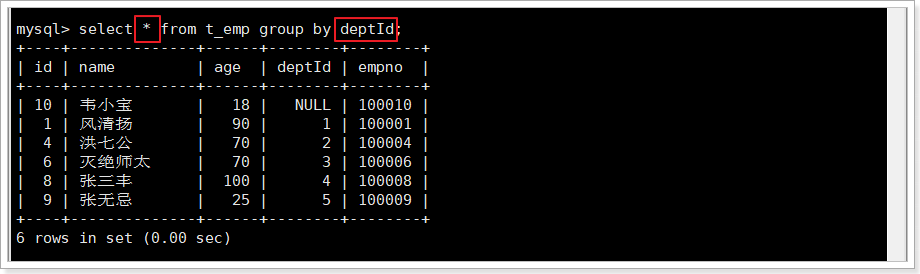 mysql> select * from t_emp group by deptId;
+----+--------------+------+--------+--------+
| id | name | age | deptId | empno |
+----+--------------+------+--------+--------+
| 10 | 韦小宝 | 18 | NULL | 100010 |
| 1 | 风清扬 | 90 | 1 | 100001 |
| 4 | 洪七公 | 70 | 2 | 100004 |
| 6 | 灭绝师太 | 70 | 3 | 100006 |
| 8 | 张三丰 | 100 | 4 | 100008 |
| 9 | 张无忌 | 25 | 5 | 100009 |
+----+--------------+------+--------+--------+
6 rows in set (0.00 sec)